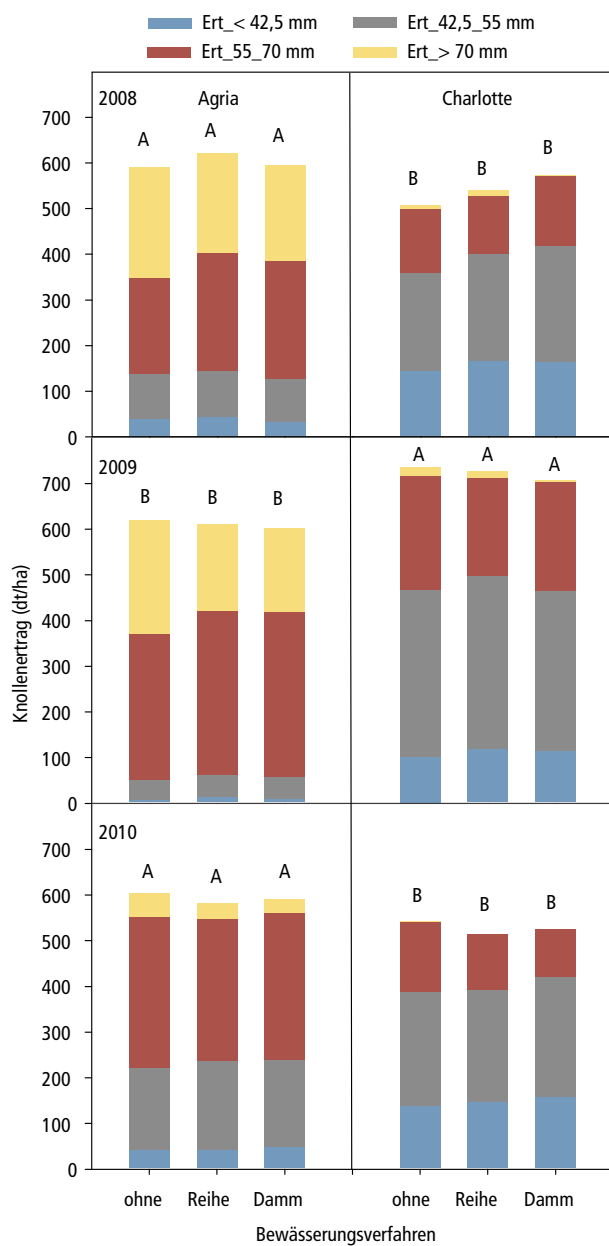 Ert_< 42,5 mm Ert_42,5_55 mm
Ert_55_70 mm Ert_> 70 mm
2008 Agria Charlotte
700
600
500
400
300
200
100
0
A A A B B B
2009
700
600
500
400
300
200
100
0
B B B A A A
2010
700
600
500
400
300
200
100
0
A A A B B B
Knollenertrag (dt/ha)
ohne Reihe Damm ohne Reihe Damm
Bewässerungsverfahren